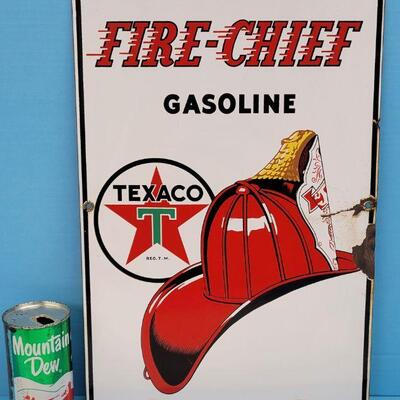 FIRE-CHIEF
GASOLINE
TEXACO
T
REG. T. M.
Mountain
Dew